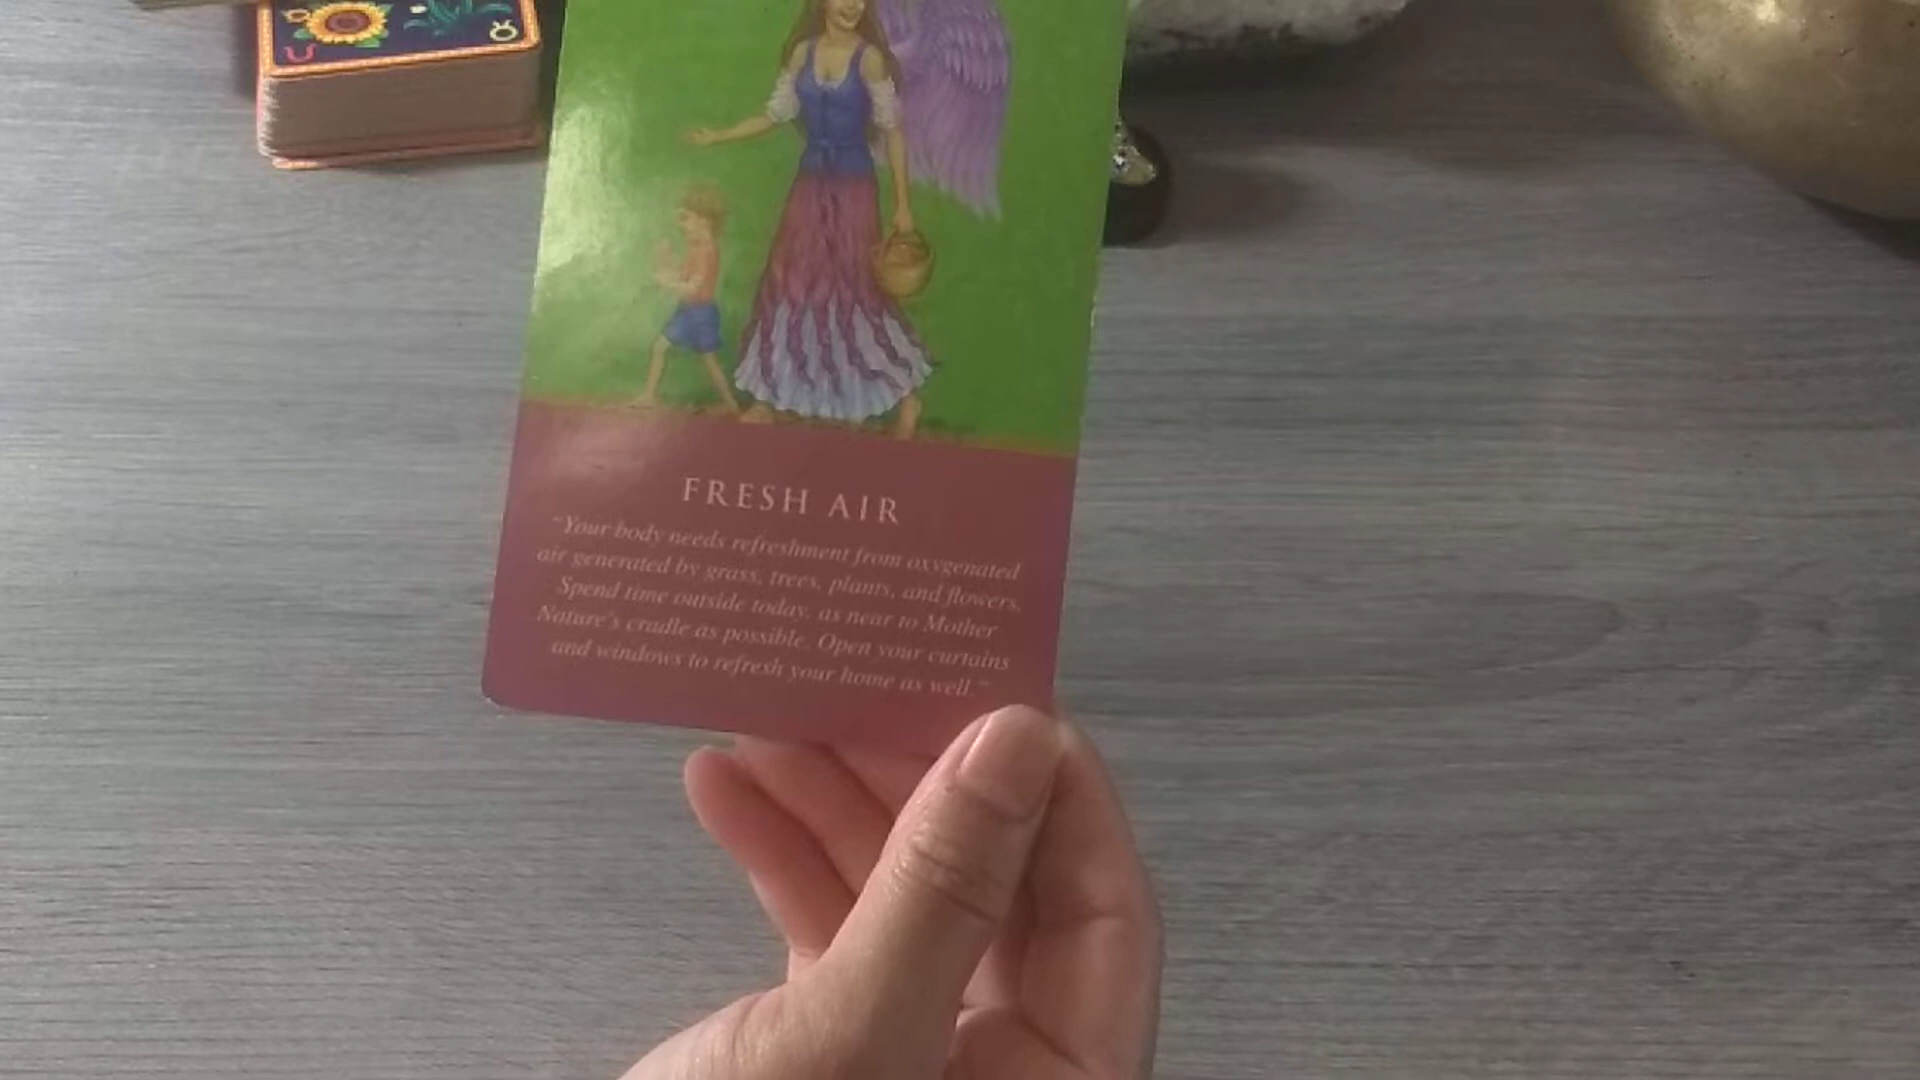 FRESH AIR
"Your body needs refreshment from oxygenated
air generated by grass, trees, plants, and flowers.
Spend time outside today, as near to Mother
Nature's cradle as possible. Open your curtains
and windows to refresh your home as well."